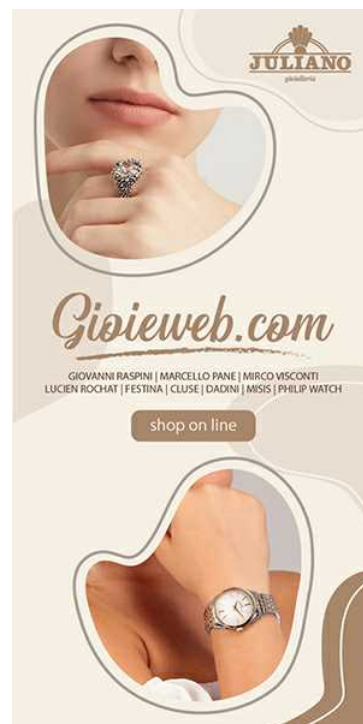 JULIANO
gioielleria
Gioieweb.com
GIOVANNI RASPINI | MARCELLO PANE | MIRCO VISCONTI
LUCIEN ROCHAT | FESTINA | CLUSE | DADINI | MISIS | PHILIP WATCH
shop on line